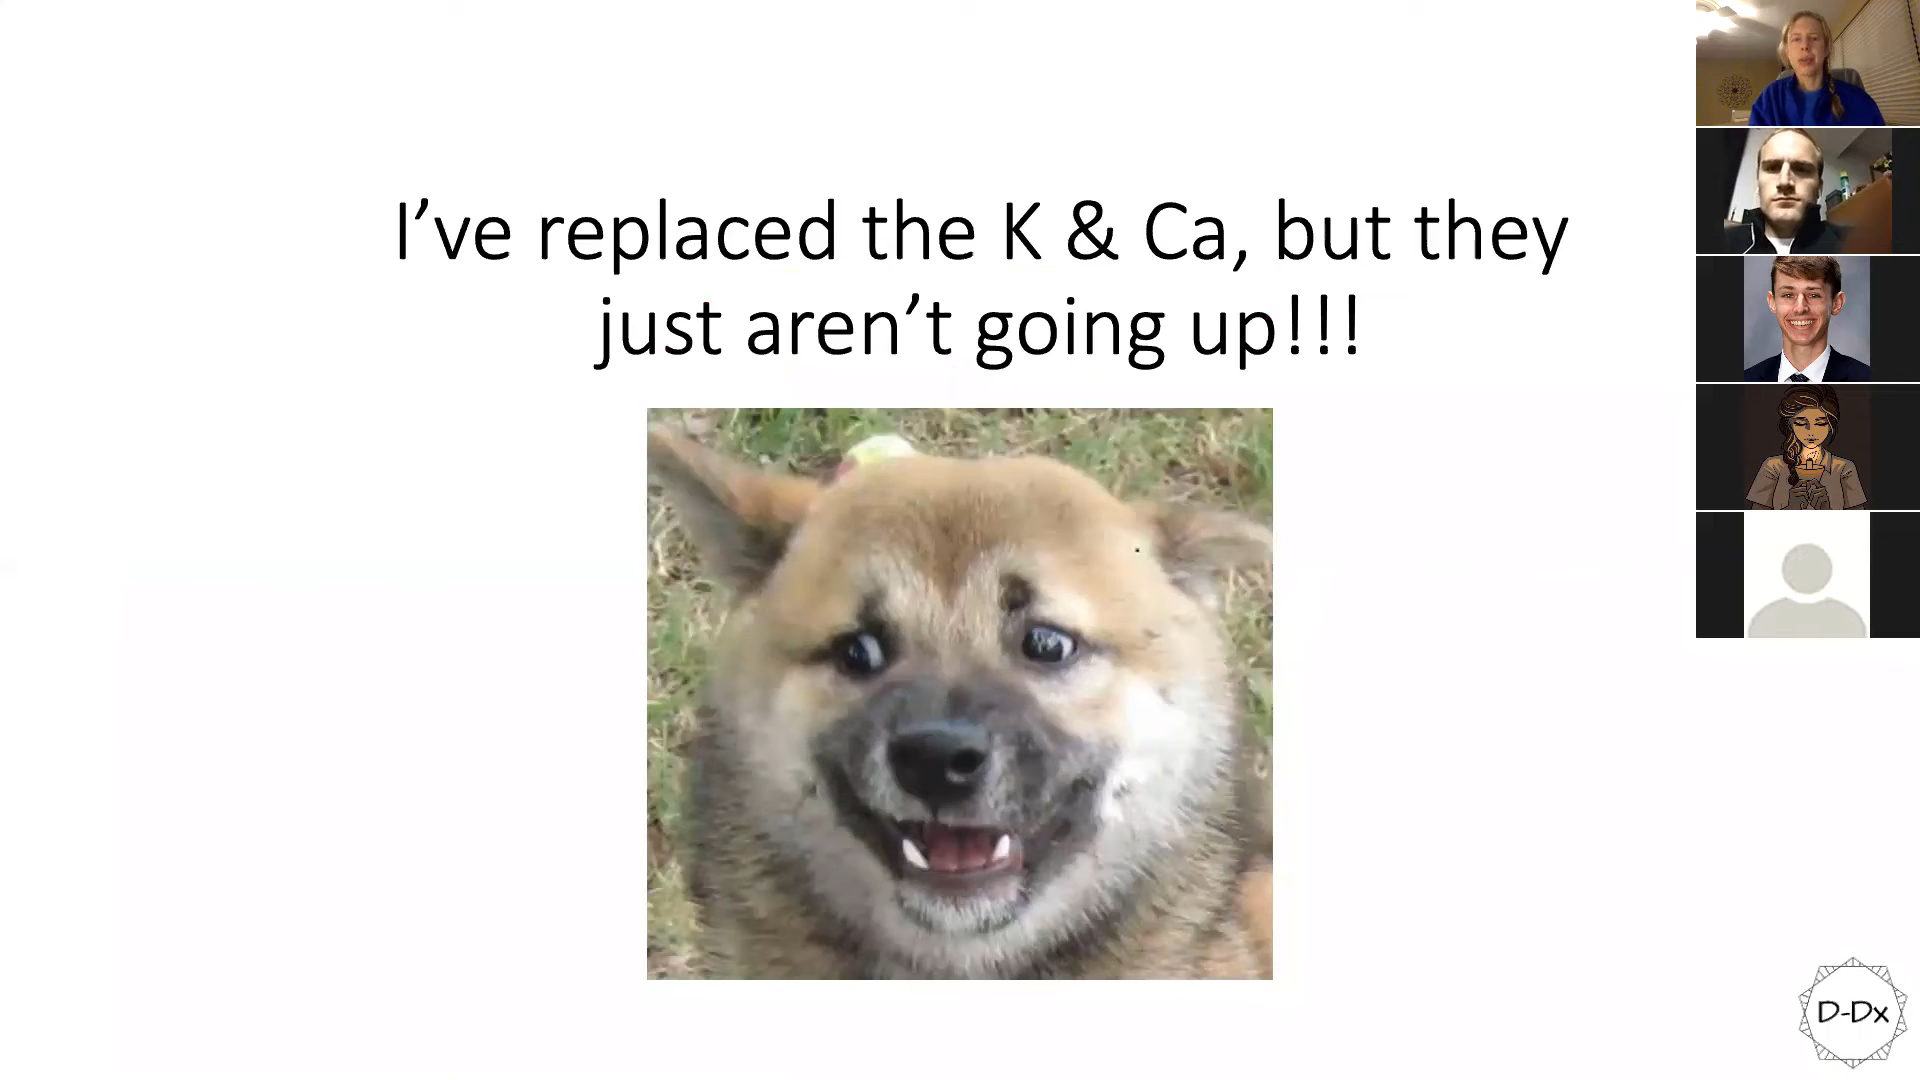 I’ve replaced the K & Ca, but they
just aren’t going up!!!
D-Dx